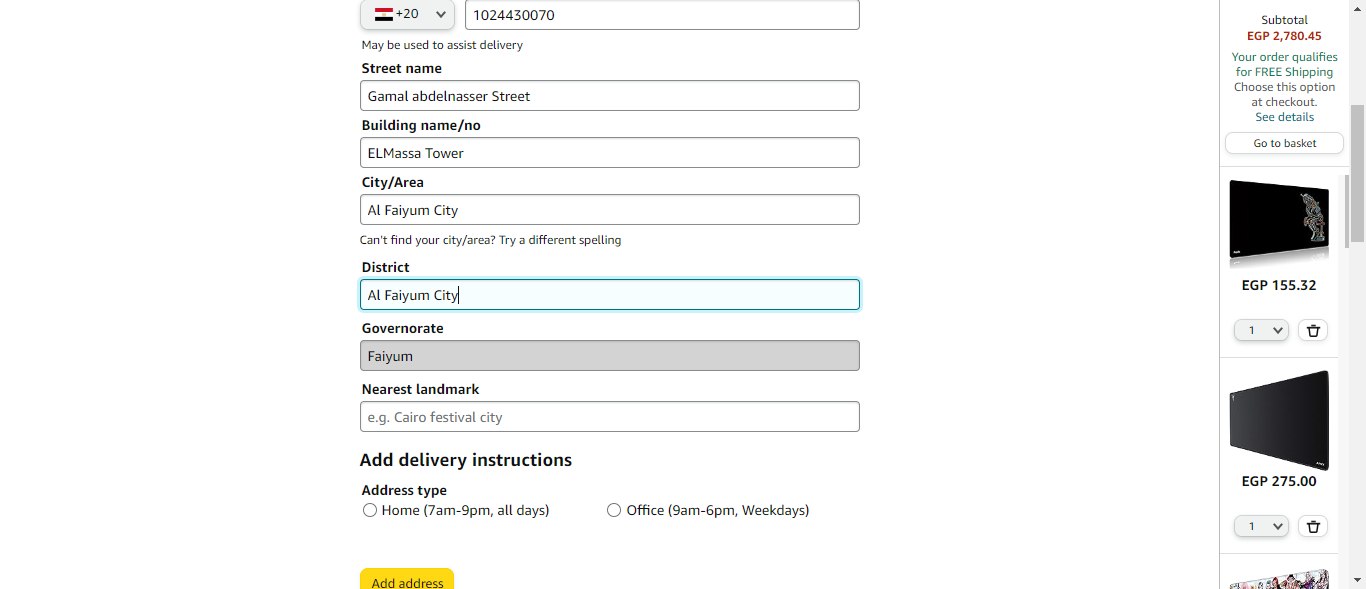 +20
1024430070
May be used to assist delivery
Street name
Gamal abdelnasser Street
Building name/no
ELMassa Tower
City/Area
Al Faiyum City
Can't find your city/area? Try a different spelling
District
Al Faiyum City
Governorate
Faiyum
Nearest landmark
e.g. Cairo festival city
Add delivery instructions
Address type
Home (7am-9pm, all days)
Office (9am-6pm, Weekdays)
Add address
Subtotal
EGP 2,780.45
Your order qualifies
for FREE Shipping
Choose this option
at checkout.
See details
Go to basket
EGP 155.32
1
EGP 275.00
1